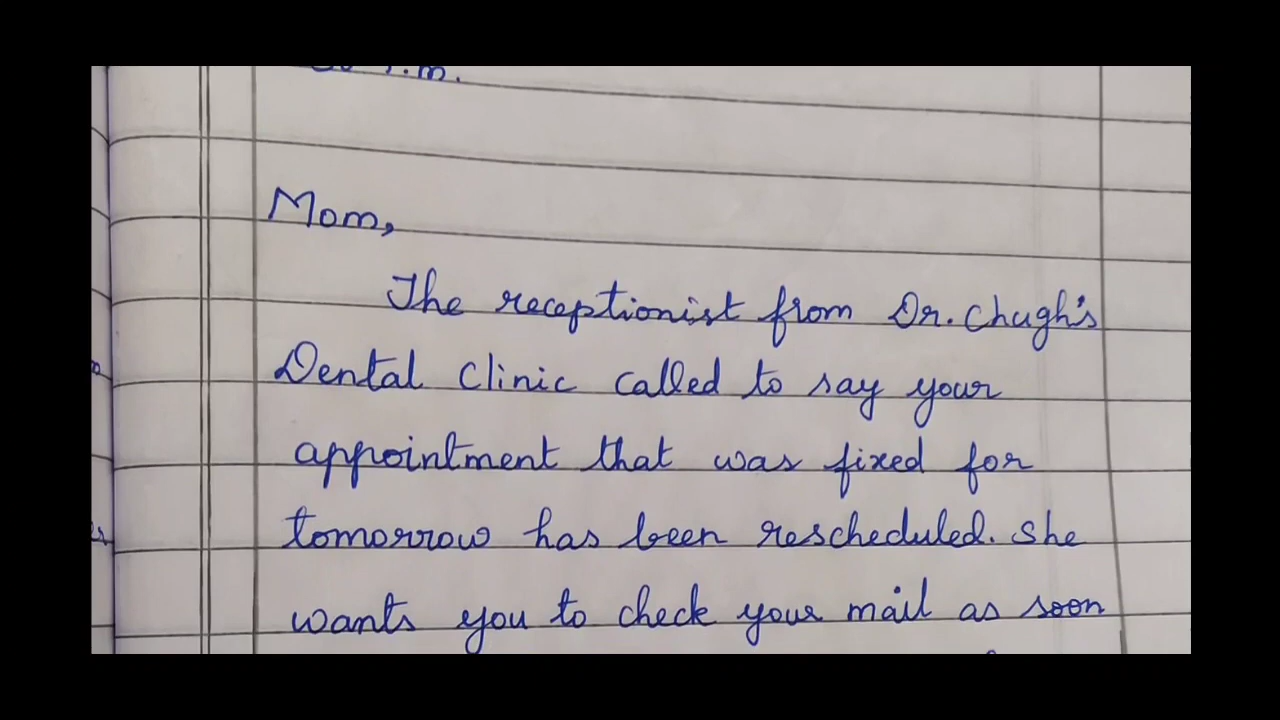 P.m.
Mom,
The receptionist from Dr. Chugh's
Dental Clinic called to say your
appointment that was fixed for
tomorrow has been rescheduled. She
wants you to check your mail as soon